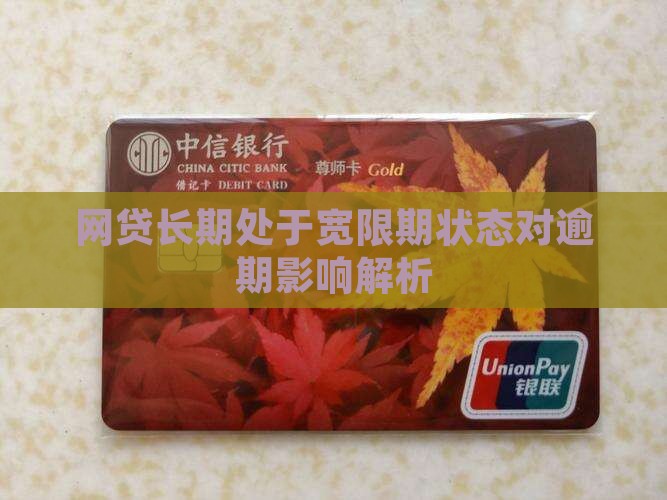 中信银行
CHINA CITIC BANK
尊师卡 Gold
借记卡 DEBIT CARD
网贷长期处于宽限期状态对逾
期影响解析
UnionPay
银联